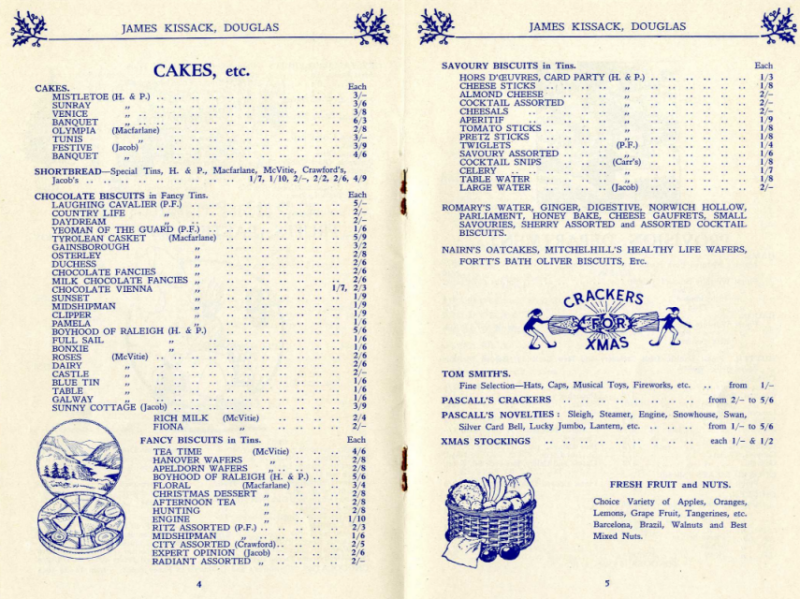 JAMES KISSACK, DOUGLAS
CAKES, etc.
CAKES. Each
MISTLETOE (H. & P.) .. .. .. .. .. .. .. .. 3/–
SUNRAY ,, .. .. .. .. .. .. .. .. 3/6
VENICE ,, .. .. .. .. .. .. .. .. 3/8
BANQUET ,, .. .. .. .. .. .. .. .. 6/3
OLYMPIA (Macfarlane) .. .. .. .. .. .. .. 2/8
TUNIS ,, .. .. .. .. .. .. .. 3/–
FESTIVE (Jacob) .. .. .. .. .. .. .. .. 3/9
BANQUET ,, .. .. .. .. .. .. .. .. 4/6
SHORTBREAD—Special Tins, H. & P., Macfarlane, McVitie, Crawford's,
Jacob's .. .. .. .. .. .. .. 1/7, 1/10, 2/–, 2/2, 2/6, 4/9
CHOCOLATE BISCUITS in Fancy Tins. Each
LAUGHING CAVALIER (P.F.) .. .. .. .. .. .. 5/–
COUNTRY LIFE ,, .. .. .. .. .. .. 2/–
DAYDREAM ,, .. .. .. .. .. .. 2/–
YEOMAN OF THE GUARD (P.F.) .. .. .. .. .. .. 1/6
TYROLEAN CASKET (Macfarlane) .. .. .. .. .. .. 5/9
GAINSBOROUGH ,, .. .. .. .. .. .. 3/2
OSTERLEY ,, .. .. .. .. .. .. 2/8
DUCHESS ,, .. .. .. .. .. .. 2/6
CHOCOLATE FANCIES ,, .. .. .. .. .. .. 2/6
MILK CHOCOLATE FANCIES ,, .. .. .. .. .. .. 2/6
CHOCOLATE VIENNA ,, .. .. .. .. .. 1/7, 2/3
SUNSET ,, .. .. .. .. .. .. 1/9
MIDSHIPMAN ,, .. .. .. .. .. .. 1/9
CLIPPER ,, .. .. .. .. .. .. 1/9
PAMELA ,, .. .. .. .. .. .. 1/6
BOYHOOD OF RALEIGH (H. & P.) .. .. .. .. .. .. 5/6
FULL SAIL ,, .. .. .. .. .. .. 1/6
BONXIE ,, .. .. .. .. .. .. 1/6
ROSES (McVitie) .. .. .. .. .. .. .. .. 2/6
DAIRY ,, .. .. .. .. .. .. .. .. 2/6
CASTLE ,, .. .. .. .. .. .. .. .. 2/–
BLUE TIN ,, .. .. .. .. .. .. .. .. 1/6
TABLE ,, .. .. .. .. .. .. .. .. 1/6
GALWAY ,, .. .. .. .. .. .. .. .. 1/6
SUNNY COTTAGE (Jacob) .. .. .. .. .. .. .. 3/9
RICH MILK (McVitie) .. .. .. .. 2/4
FIONA ,, .. .. .. .. 2/–
FANCY BISCUITS in Tins. Each
TEA TIME (McVitie) .. .. .. 4/6
HANOVER WAFERS ,, .. .. .. 2/8
APELDORN WAFERS ,, .. .. .. 2/8
BOYHOOD OF RALEIGH (H. & P.) .. .. .. 5/6
FLORAL (Macfarlane) .. .. .. 3/4
CHRISTMAS DESSERT ,, .. .. .. 2/8
AFTERNOON TEA ,, .. .. .. 2/8
HUNTING ,, .. .. .. 2/8
ENGINE ,, .. .. .. 1/10
RITZ ASSORTED (P.F.) .. .. .. .. 2/3
MIDSHIPMAN ,, .. .. .. .. 1/6
CITY ASSORTED (Crawford) .. .. .. .. 2/5
EXPERT OPINION (Jacob) .. .. .. .. 2/6
RADIANT ASSORTED ,, .. .. .. .. 2/–
4
JAMES KISSACK, DOUGLAS
SAVOURY BISCUITS in Tins. Each
HORS D'ŒUVRES, CARD PARTY (H. & P.) .. .. .. .. .. 1/3
CHEESE STICKS ,, .. .. .. .. .. 1/8
ALMOND CHEESE ,, .. .. .. .. .. 2/–
COCKTAIL ASSORTED ,, .. .. .. .. .. 2/–
CHEESALS ,, .. .. .. .. .. 2/–
APERITIF ,, .. .. .. .. .. 1/9
TOMATO STICKS ,, .. .. .. .. .. 1/8
PRETZ STICKS ,, .. .. .. .. .. 1/8
TWIGLETS (P.F.) .. .. .. .. .. 1/4
SAVOURY ASSORTED ,, .. .. .. .. .. 1/6
COCKTAIL SNIPS (Carr's) .. .. .. .. .. 1/8
CELERY ,, .. .. .. .. .. 1/7
TABLE WATER ,, .. .. .. .. .. 1/8
LARGE WATER (Jacob) .. .. .. .. .. 2/–
ROMARY'S WATER, GINGER, DIGESTIVE, NORWICH HOLLOW,
PARLIAMENT, HONEY BAKE, CHEESE GAUFRETS, SMALL
SAVOURIES, SHERRY ASSORTED and ASSORTED COCKTAIL
BISCUITS.
NAIRN'S OATCAKES, MITCHELHILL'S HEALTHY LIFE WAFERS,
FORTT'S BATH OLIVER BISCUITS, Etc.
CRACKERS
FOR
XMAS
TOM SMITH'S.
Fine Selection—Hats, Caps, Musical Toys, Fireworks, etc. .. from 1/–
PASCALL'S CRACKERS .. .. .. .. .. from 2/– to 5/6
PASCALL'S NOVELTIES : Sleigh, Steamer, Engine, Snowhouse, Swan,
Silver Card Bell, Lucky Jumbo, Lantern, etc. .. .. .. from 1/– to 5/6
XMAS STOCKINGS .. .. .. .. .. .. each 1/– & 1/2
FRESH FRUIT and NUTS.
Choice Variety of Apples, Oranges,
Lemons, Grape Fruit, Tangerines, etc.
Barcelona, Brazil, Walnuts and Best
Mixed Nuts.
5